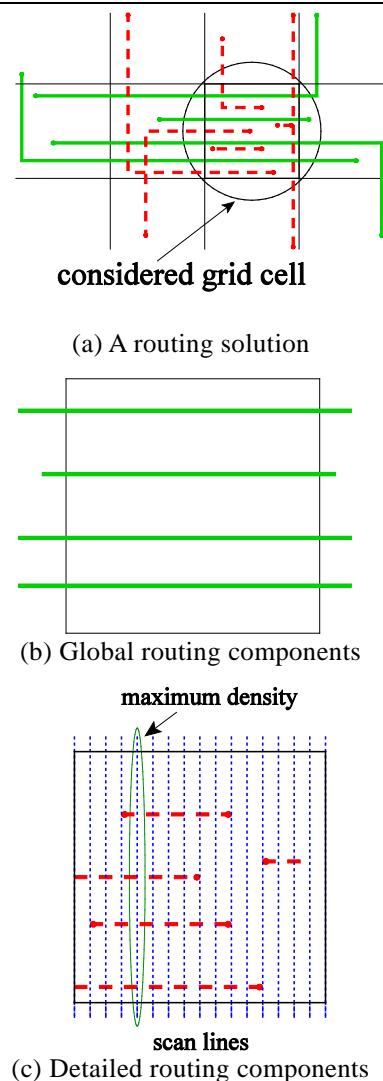 considered grid cell
(a) A routing solution
(b) Global routing components
maximum density
scan lines
(c) Detailed routing components